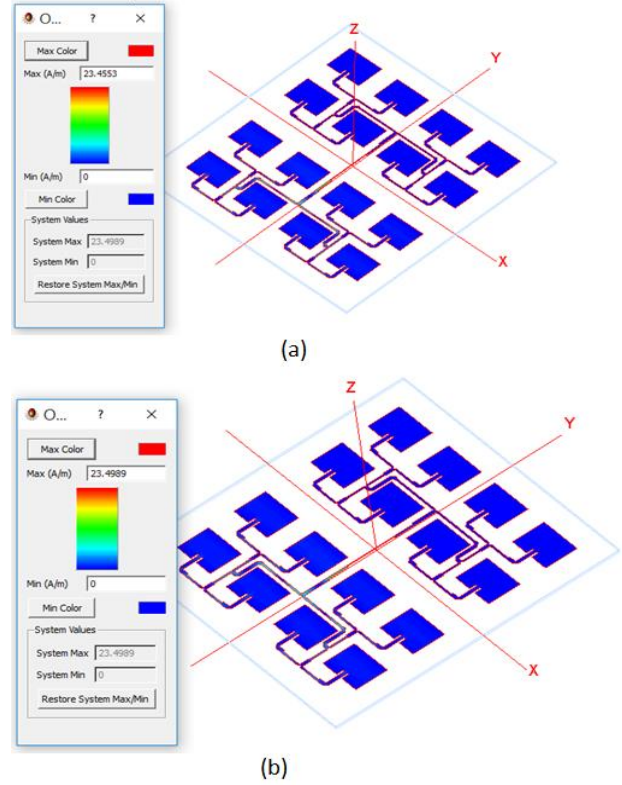 O... ? ×
Max Color
Max (A/m) 23.4553
Min (A/m) 0
Min Color
System Values
System Max 23.4989
System Min 0
Restore System Max/Min
Z
Y
X
(a)
O... ? ×
Max Color
Max (A/m) 23.4989
Min (A/m) 0
Min Color
System Values
System Max 23.4989
System Min 0
Restore System Max/Min
Z
Y
X
(b)